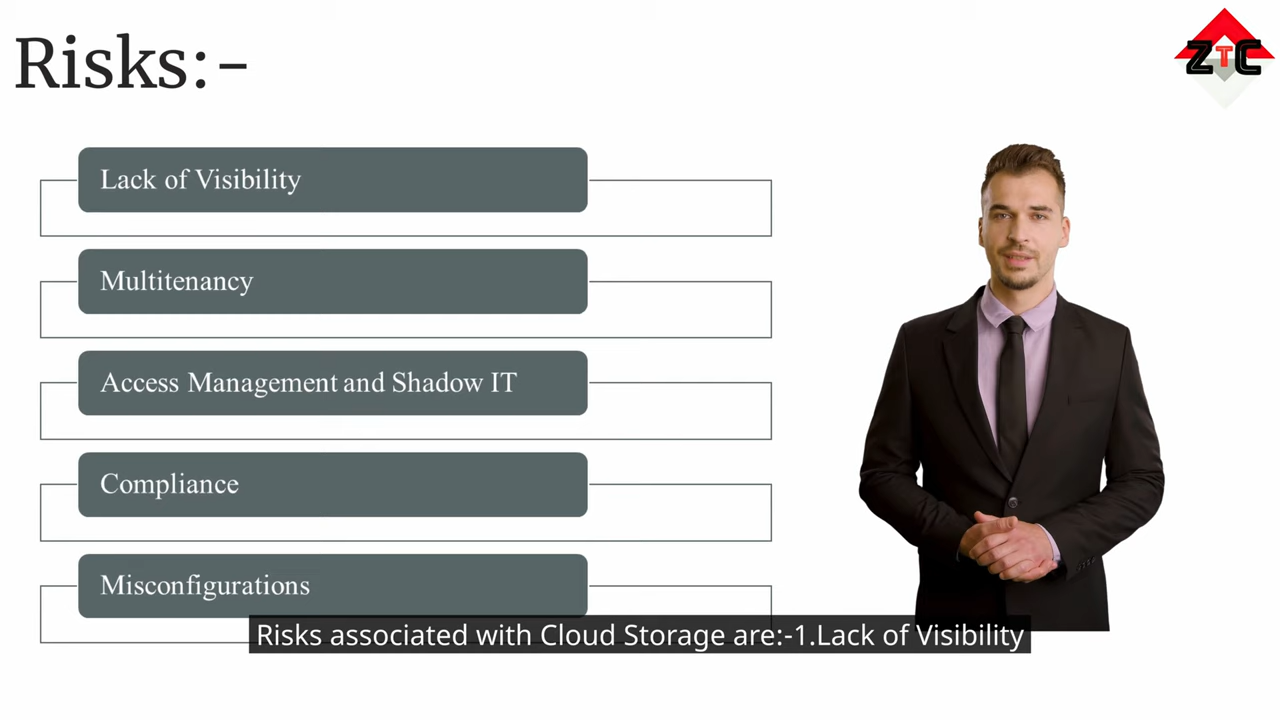 Risks:-
ZTC
Lack of Visibility
Multitenancy
Access Management and Shadow IT
Compliance
Misconfigurations
Risks associated with Cloud Storage are:-1.Lack of Visibility